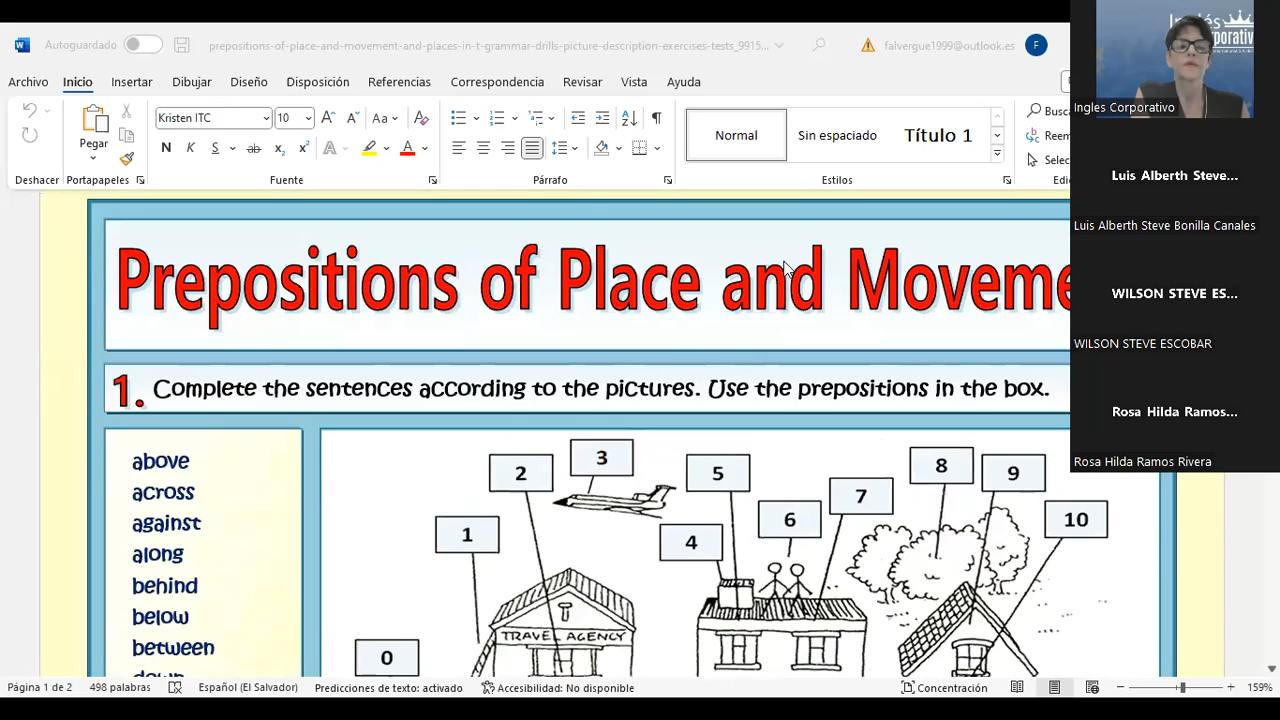 Autoguardado
prepositions-of-place-and-movement-and-places-in-t-grammar-drills-picture-description-exercises-tests_9915...
falvergue1999@outlook.es
F
Archivo Inicio Insertar Dibujar Diseño Disposición Referencias Correspondencia Revisar Vista Ayuda
Pegar
Kristen ITC 10
Normal
Sin espaciado
Título 1
Busc
Reem
Selec
Deshacer Portapapeles Fuente Párrafo Estilos Edi
Prepositions of Place and Moveme
1. Complete the sentences according to the pictures. Use the prepositions in the box.
above
across
against
along
behind
below
between
down
0
1
2
3
4
5
6
7
8
9
10
TRAVEL AGENCY
Inglés
Ingles Corporativo
Luis Alberth Steve...
Luis Alberth Steve Bonilla Canales
WILSON STEVE ES...
WILSON STEVE ESCOBAR
Rosa Hilda Ramos...
Rosa Hilda Ramos Rivera
Página 1 de 2 498 palabras Español (El Salvador) Predicciones de texto: activado Accesibilidad: No disponible Concentración 159%